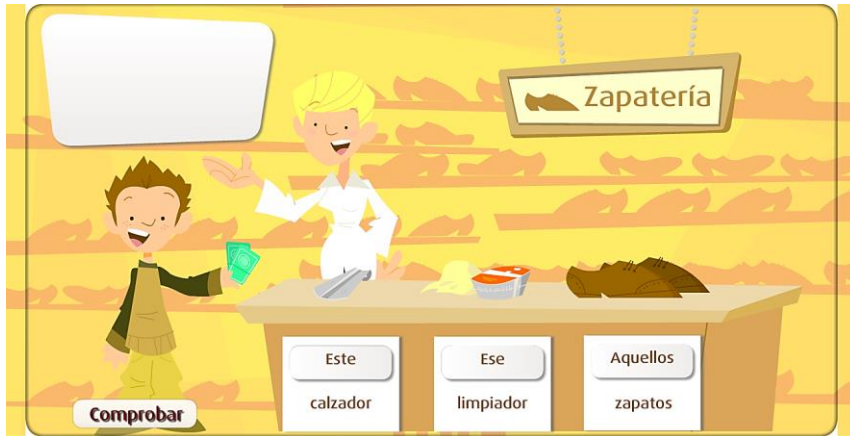 Zapatería
Este
calzador
Ese
limpiador
Aquellos
zapatos
Comprobar